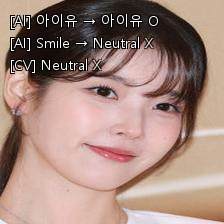 [AI] 아이유 → 아이유 O
[AI] Smile → Neutral X
[CV] Neutral X